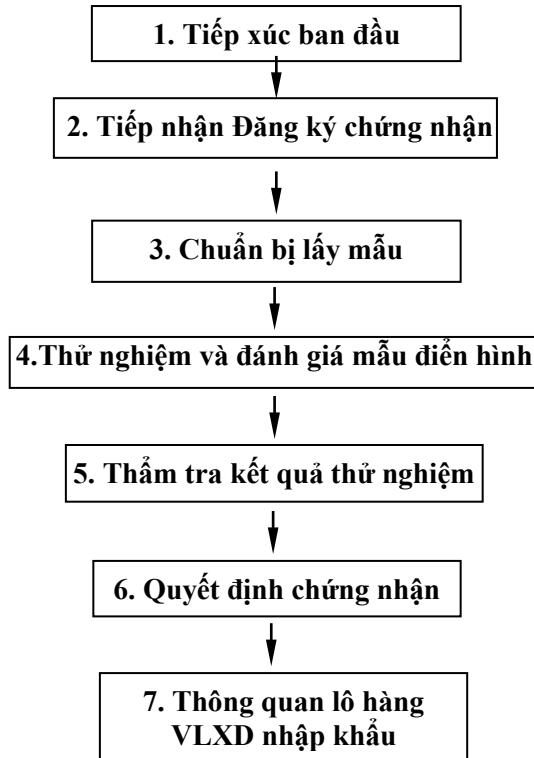 1. Tiếp xúc ban đầu
2. Tiếp nhận Đăng ký chứng nhận
3. Chuẩn bị lấy mẫu
4.Thử nghiệm và đánh giá mẫu điển hình
5. Thẩm tra kết quả thử nghiệm
6. Quyết định chứng nhận
7. Thông quan lô hàng
VLXD nhập khẩu